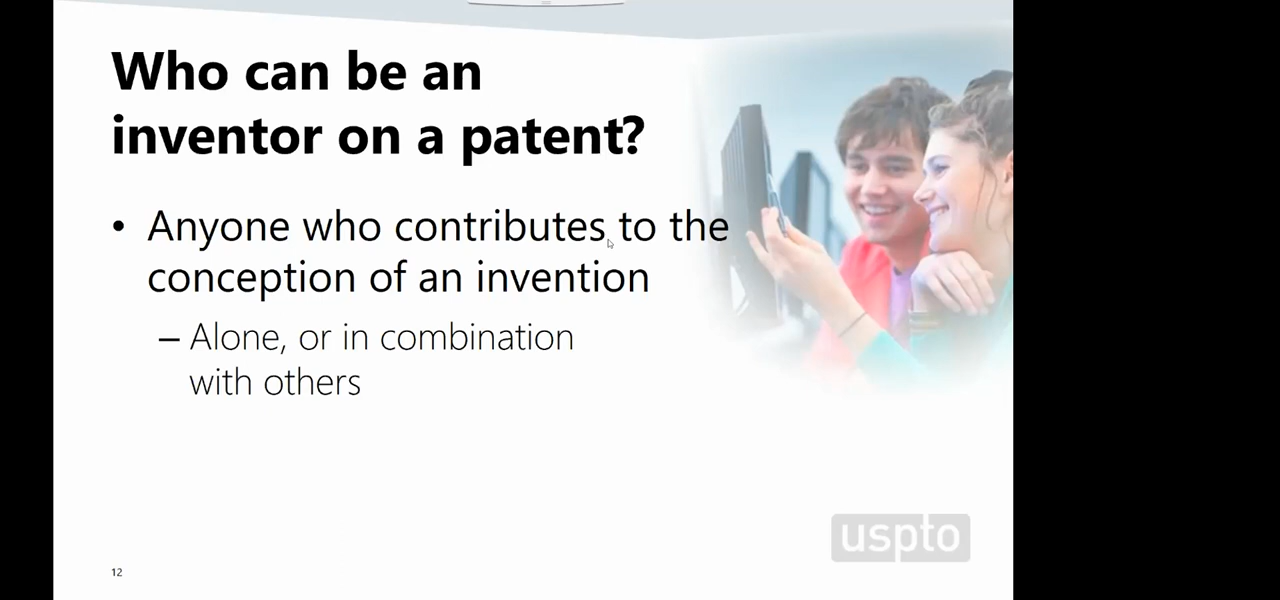 Who can be an
inventor on a patent?
• Anyone who contributes to the
conception of an invention
– Alone, or in combination
with others
uspto
12